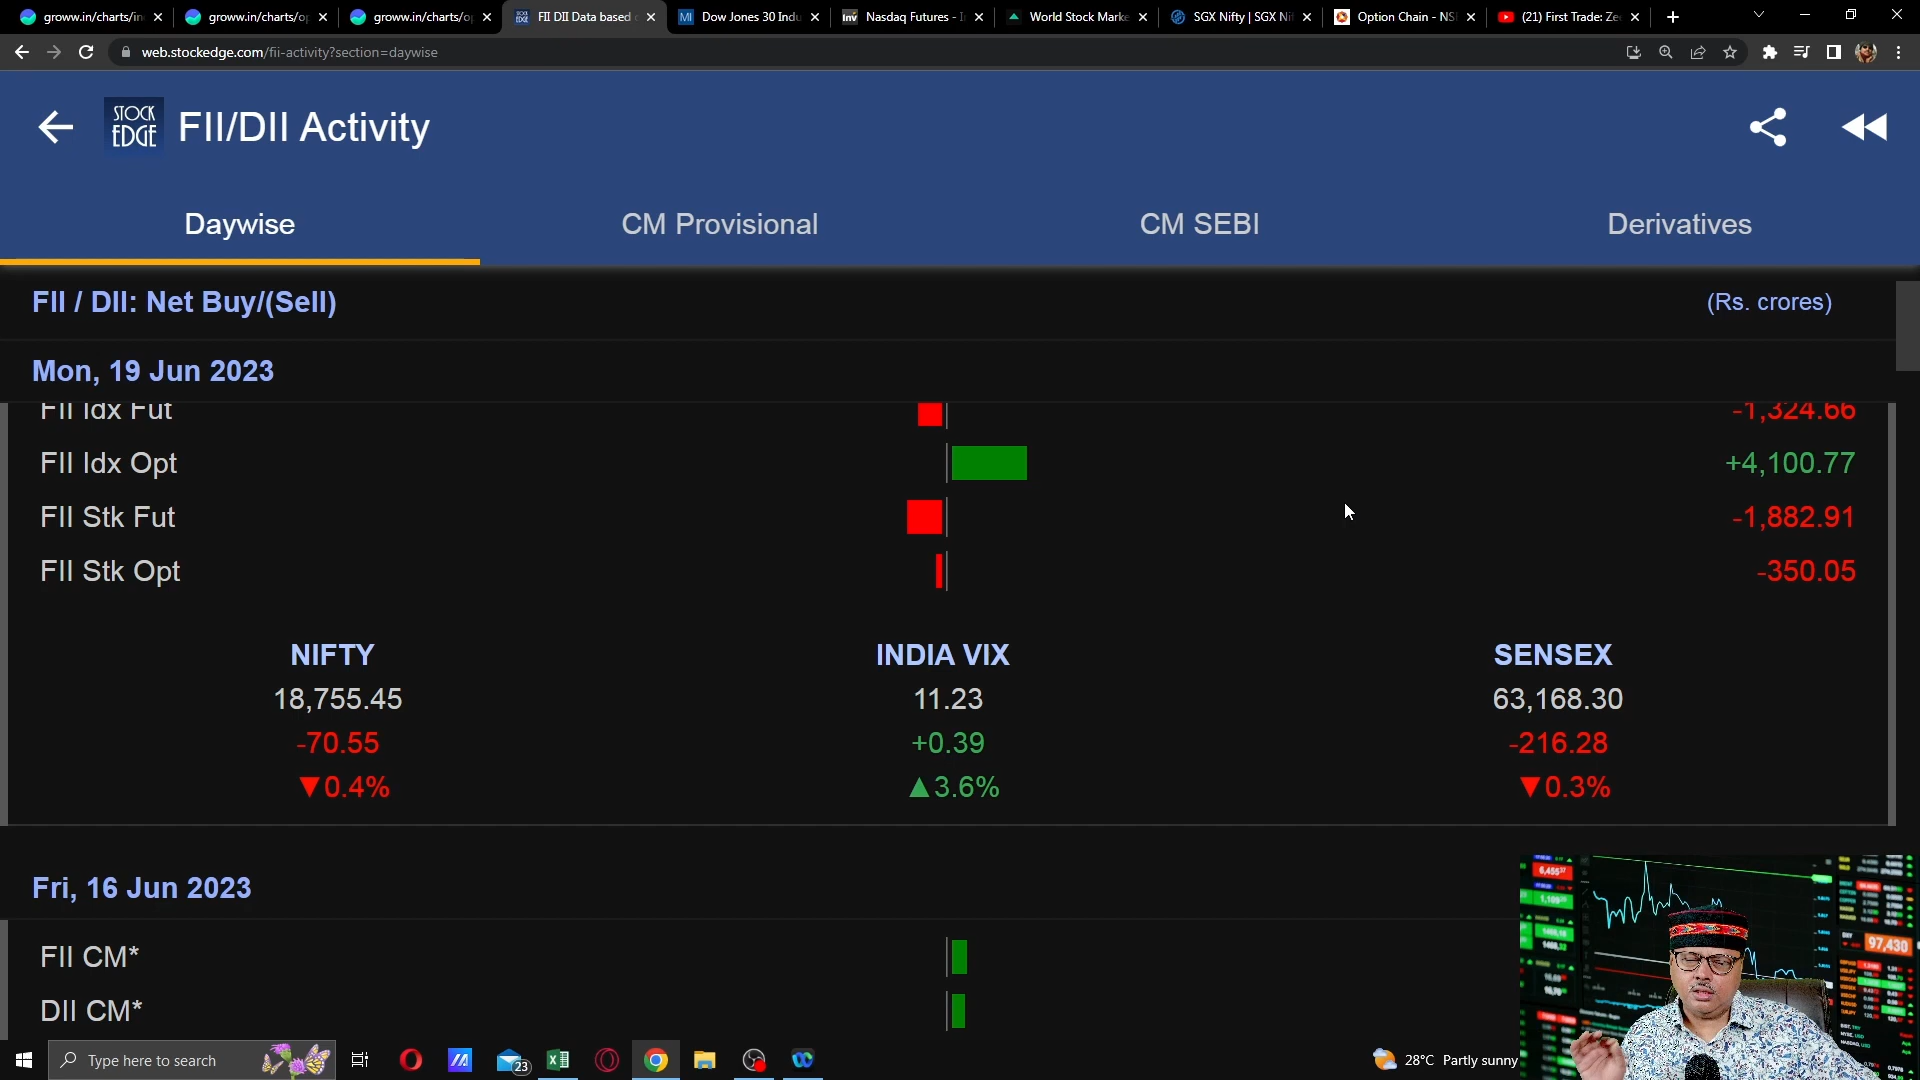 groww.in/charts/in
groww.in/charts/o
groww.in/charts/o
FII DII Data based
Dow Jones 30 Indu
Nasdaq Futures - I
World Stock Marke
SGX Nifty | SGX Ni
Option Chain - NS
(21) First Trade: Ze
web.stockedge.com/fii-activity?section=daywise
STOCK
EDGE
FII/DII Activity
Daywise
CM Provisional
CM SEBI
Derivatives
FII / DII: Net Buy/(Sell)
(Rs. crores)
Mon, 19 Jun 2023
FII Idx Fut
-1,324.66
FII Idx Opt
+4,100.77
FII Stk Fut
-1,882.91
FII Stk Opt
-350.05
NIFTY
INDIA VIX
SENSEX
18,755.45
11.23
63,168.30
-70.55
+0.39
-216.28
▼0.4%
▲3.6%
▼0.3%
Fri, 16 Jun 2023
FII CM*
DII CM*
97,430
Type here to search
23
28°C Partly sunny